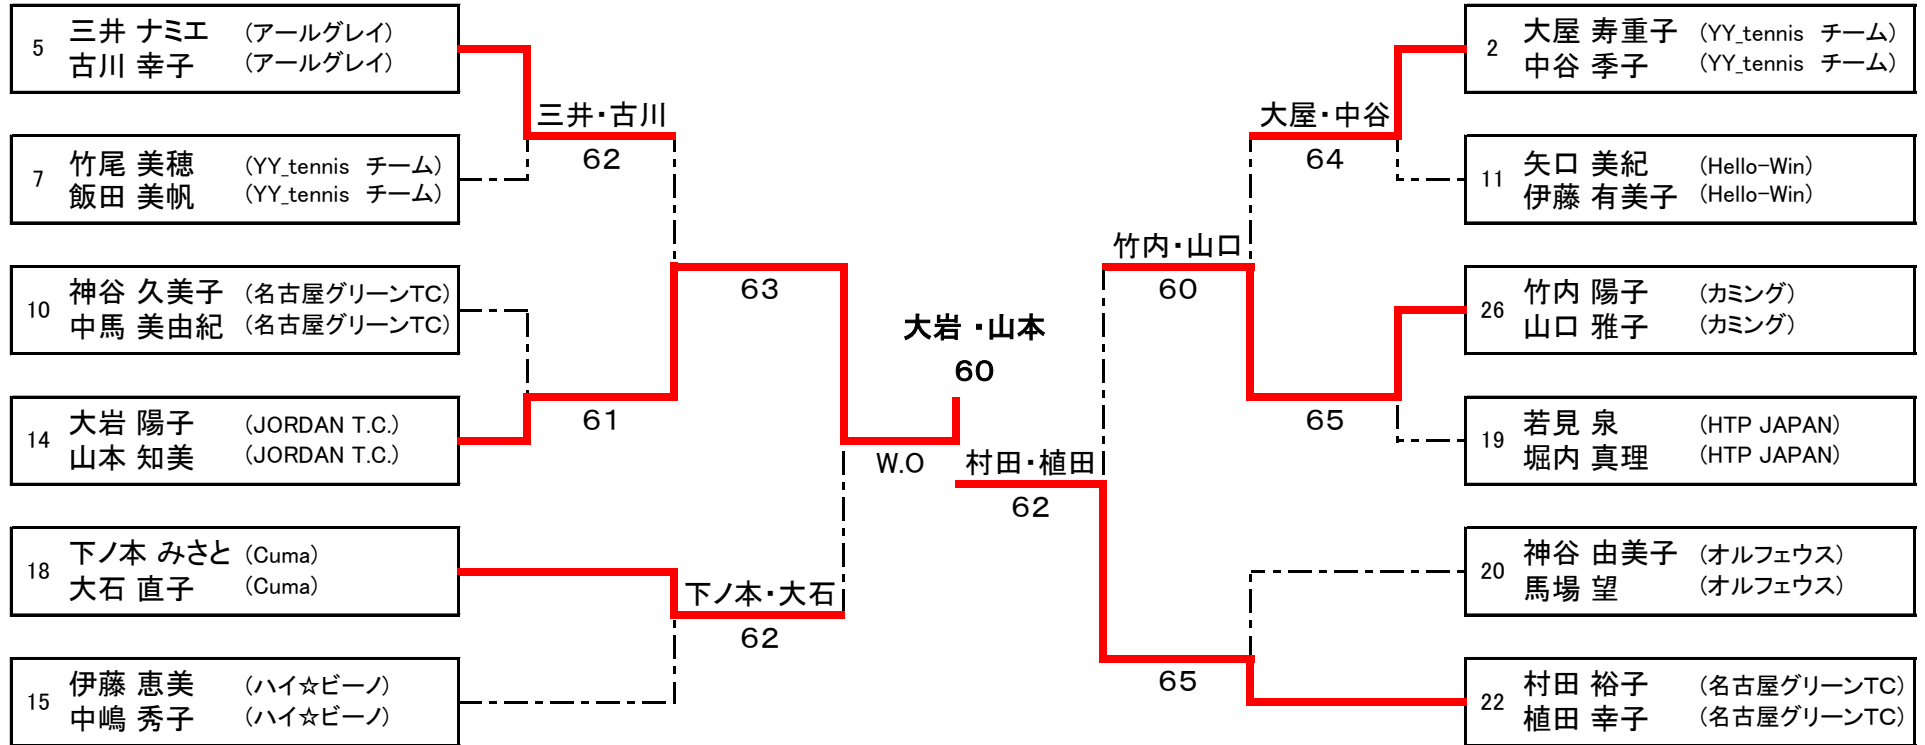 5 三井 ナミエ (アールグレイ)
古川 幸子 (アールグレイ)
三井・古川
62
7 竹尾 美穂 (YY_tennis チーム)
飯田 美帆 (YY_tennis チーム)
63
10 神谷 久美子 (名古屋グリーンTC)
中馬 美由紀 (名古屋グリーンTC)
61
14 大岩 陽子 (JORDAN T.C.)
山本 知美 (JORDAN T.C.)
W.O
18 下ノ本 みさと (Cuma)
大石 直子 (Cuma)
下ノ本・大石
62
15 伊藤 恵美 (ハイ☆ビーノ)
中嶋 秀子 (ハイ☆ビーノ)
大岩 ・山本
60
2 大屋 寿重子 (YY_tennis チーム)
中谷 季子 (YY_tennis チーム)
大屋・中谷
64
11 矢口 美紀 (Hello-Win)
伊藤 有美子 (Hello-Win)
竹内・山口
60
26 竹内 陽子 (カミング)
山口 雅子 (カミング)
65
19 若見 泉 (HTP JAPAN)
堀内 真理 (HTP JAPAN)
村田・植田
62
20 神谷 由美子 (オルフェウス)
馬場 望 (オルフェウス)
65
22 村田 裕子 (名古屋グリーンTC)
植田 幸子 (名古屋グリーンTC)